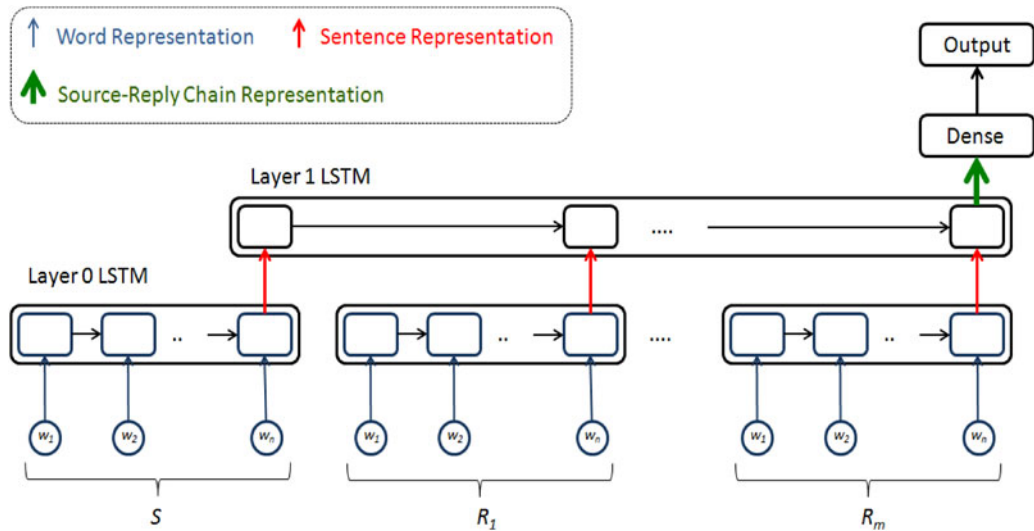 Word Representation
Sentence Representation
Source-Reply Chain Representation
Output
Dense
Layer 1 LSTM
....
Layer 0 LSTM
.. .. .... ..
w1 w2 wn w1 w2 wn w1 w2 wn
S R1 Rm